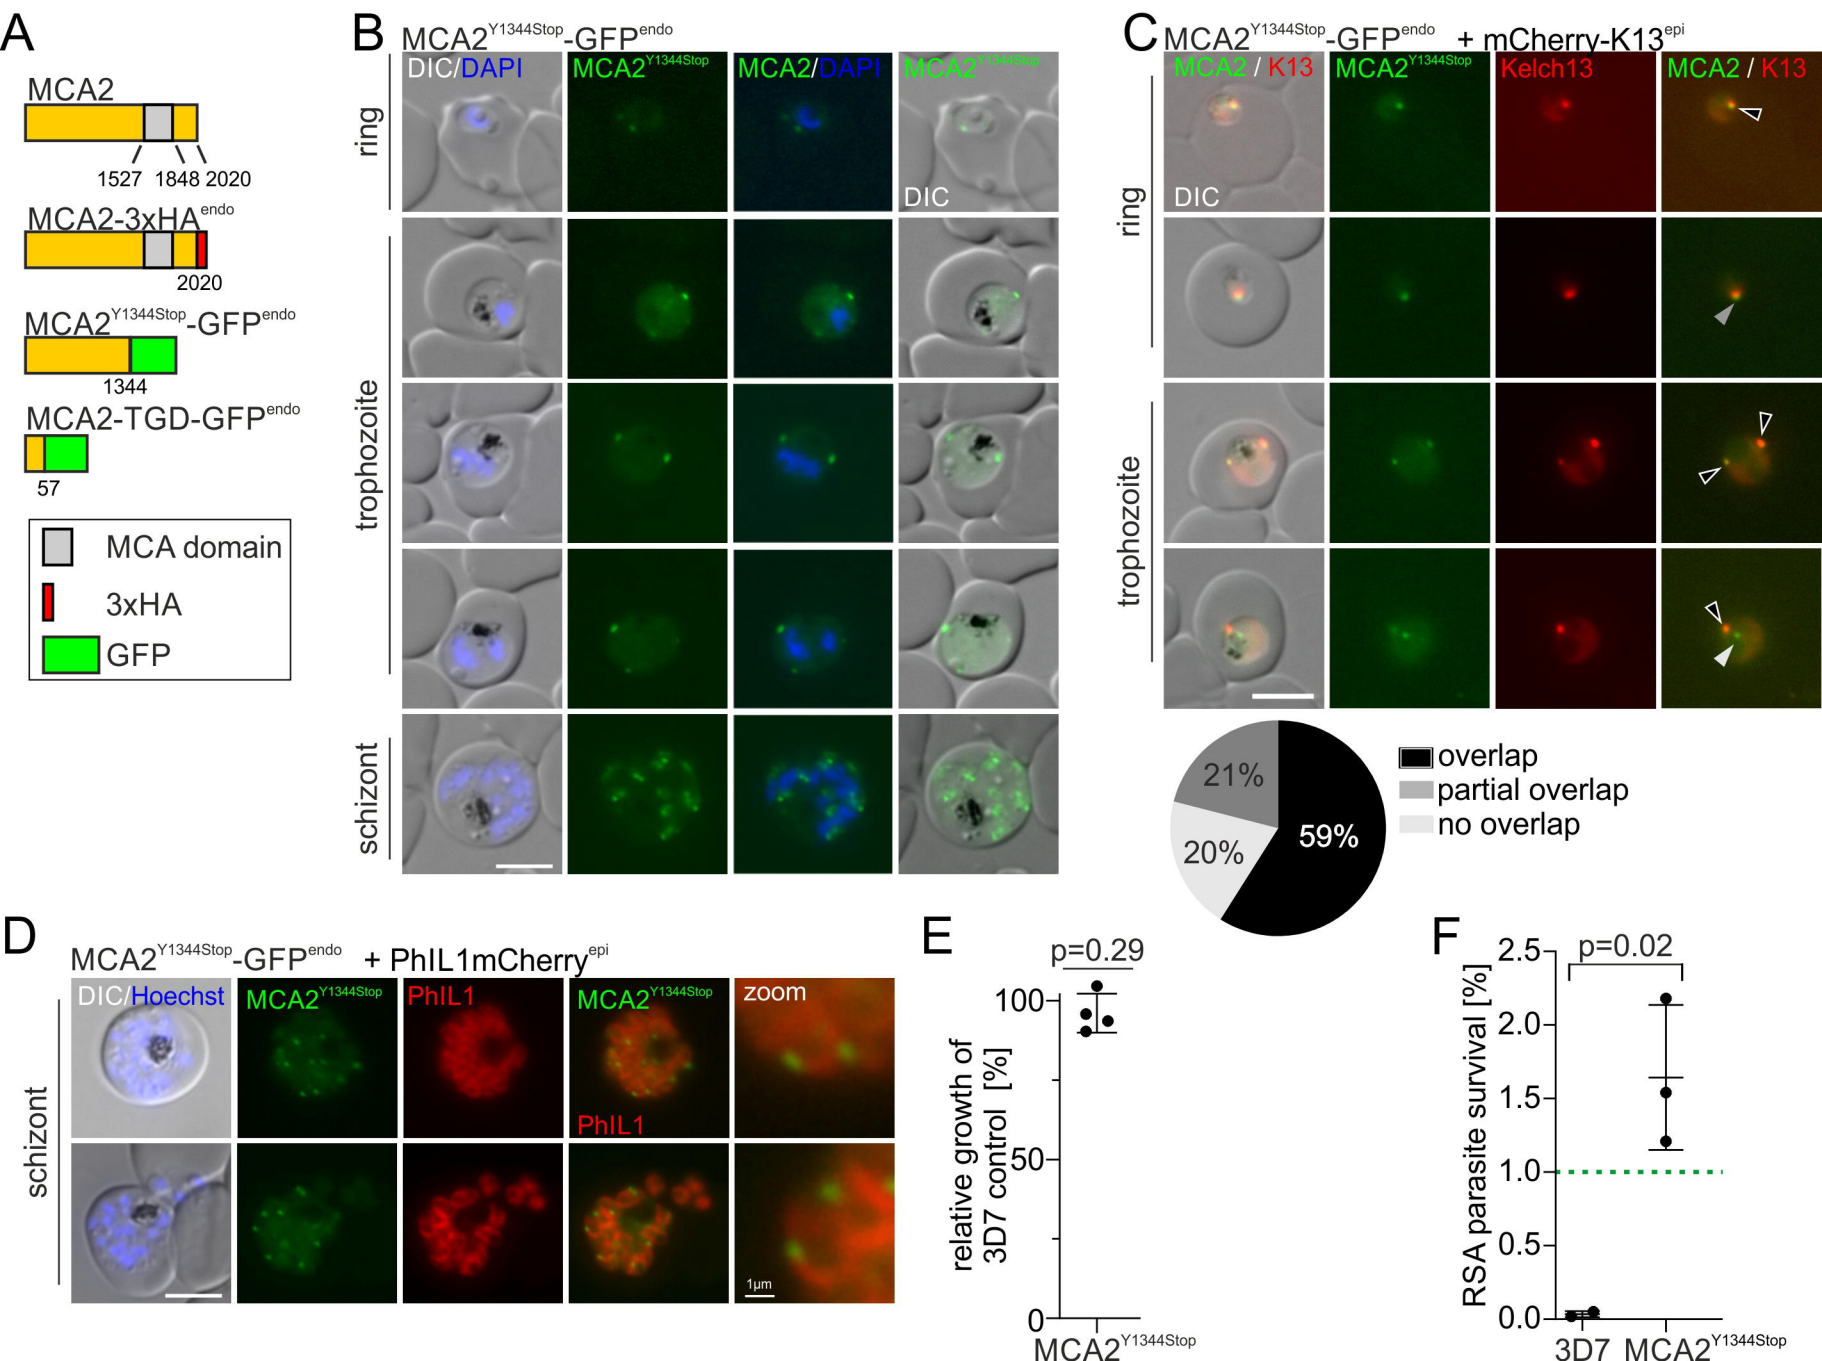 A
MCA2
1527 1848 2020
MCA2-3xHAendo
2020
MCA2Y1344Stop-GFPendo
1344
MCA2-TGD-GFPendo
57
MCA domain
3xHA
GFP
B
MCA2Y1344Stop-GFPendo
DIC/DAPI
MCA2Y1344Stop
MCA2/DAPI
MCA2Y1344Stop
DIC
ring
trophozoite
schizont
C
MCA2Y1344Stop-GFPendo + mCherry-K13epi
MCA2 / K13
MCA2Y1344Stop
Kelch13
MCA2 / K13
DIC
ring
trophozoite
21%
20%
59%
overlap
partial overlap
no overlap
D
MCA2Y1344Stop-GFPendo + PhIL1mCherryepi
DIC/Hoechst
MCA2Y1344Stop
PhIL1
MCA2Y1344Stop
PhIL1
zoom
schizont
1µm
E
p=0.29
relative growth of
3D7 control [%]
100
50
0
MCA2Y1344Stop
F
p=0.02
RSA parasite survival [%]
2.5
2.0
1.5
1.0
0.5
0.0
3D7 MCA2Y1344Stop